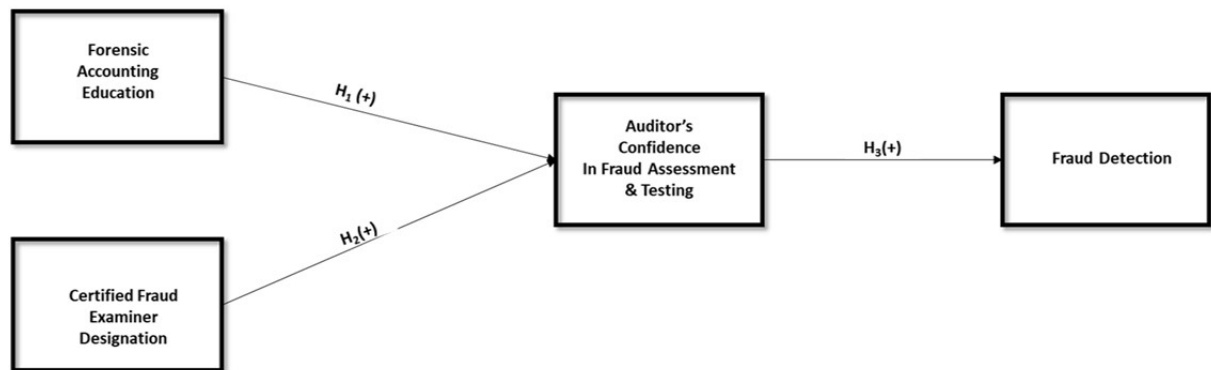 Forensic
Accounting
Education
H₁ (+)
Auditor's
Confidence
In Fraud Assessment
& Testing
H₃(+)
Fraud Detection
H₂(+)
Certified Fraud
Examiner
Designation